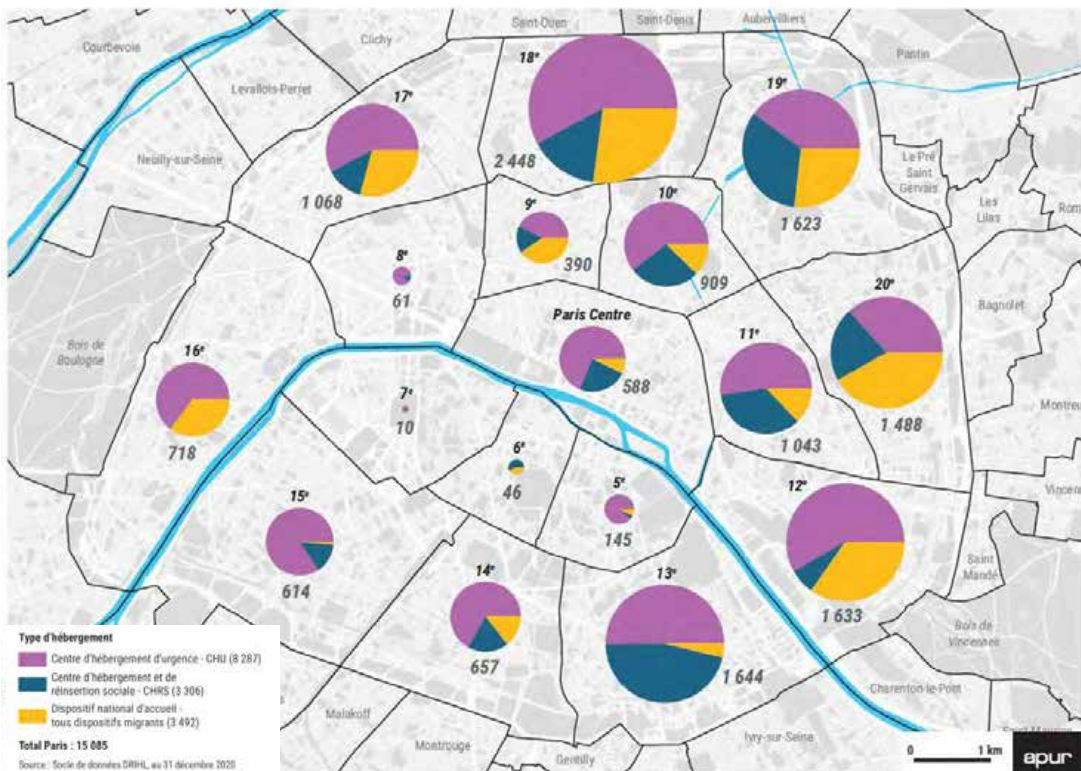 Saint-Ouen
Saint-Denis
Aubervilliers
Courbevoie
Clichy
Pantin
18e
19e
17e
Levallois-Perret
Neuilly-sur-Seine
2 448
Le Pré
Saint
Gervais
1 068
1 623
Les
Lilas
Rom
9e
10e
390
909
8e
61
Bagnolet
20e
Paris Centre
Bois de
Boulogne
16e
11e
588
7e
10
718
1 043
1 488
Montreu
6e
46
5e
145
12e
Vincen
15e
614
Saint
Mandé
14e
13e
1 633
Bois de
Vincennes
657
1 644
Type d'hébergement
Centre d'hébergement d'urgence - CHU (8 287)
Centre d'hébergement et de
réinsertion sociale - CHRS (3 306)
Dispositif national d'accueil -
tous dispositifs migrants (3 492)
Total Paris : 15 085
Source : Socle de données DRIHL, au 31 décembre 2020
Malakoff
Montrouge
Gentilly
Ivry-sur-Seine
Charenton-le-Pont
0 1 km
apur